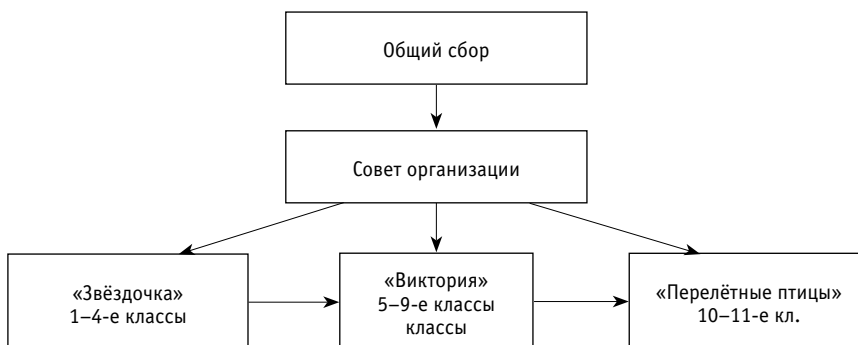 Общий сбор
Совет организации
«Звёздочка»
1–4-е классы
«Виктория»
5–9-е классы
классы
«Перелётные птицы»
10–11-е кл.